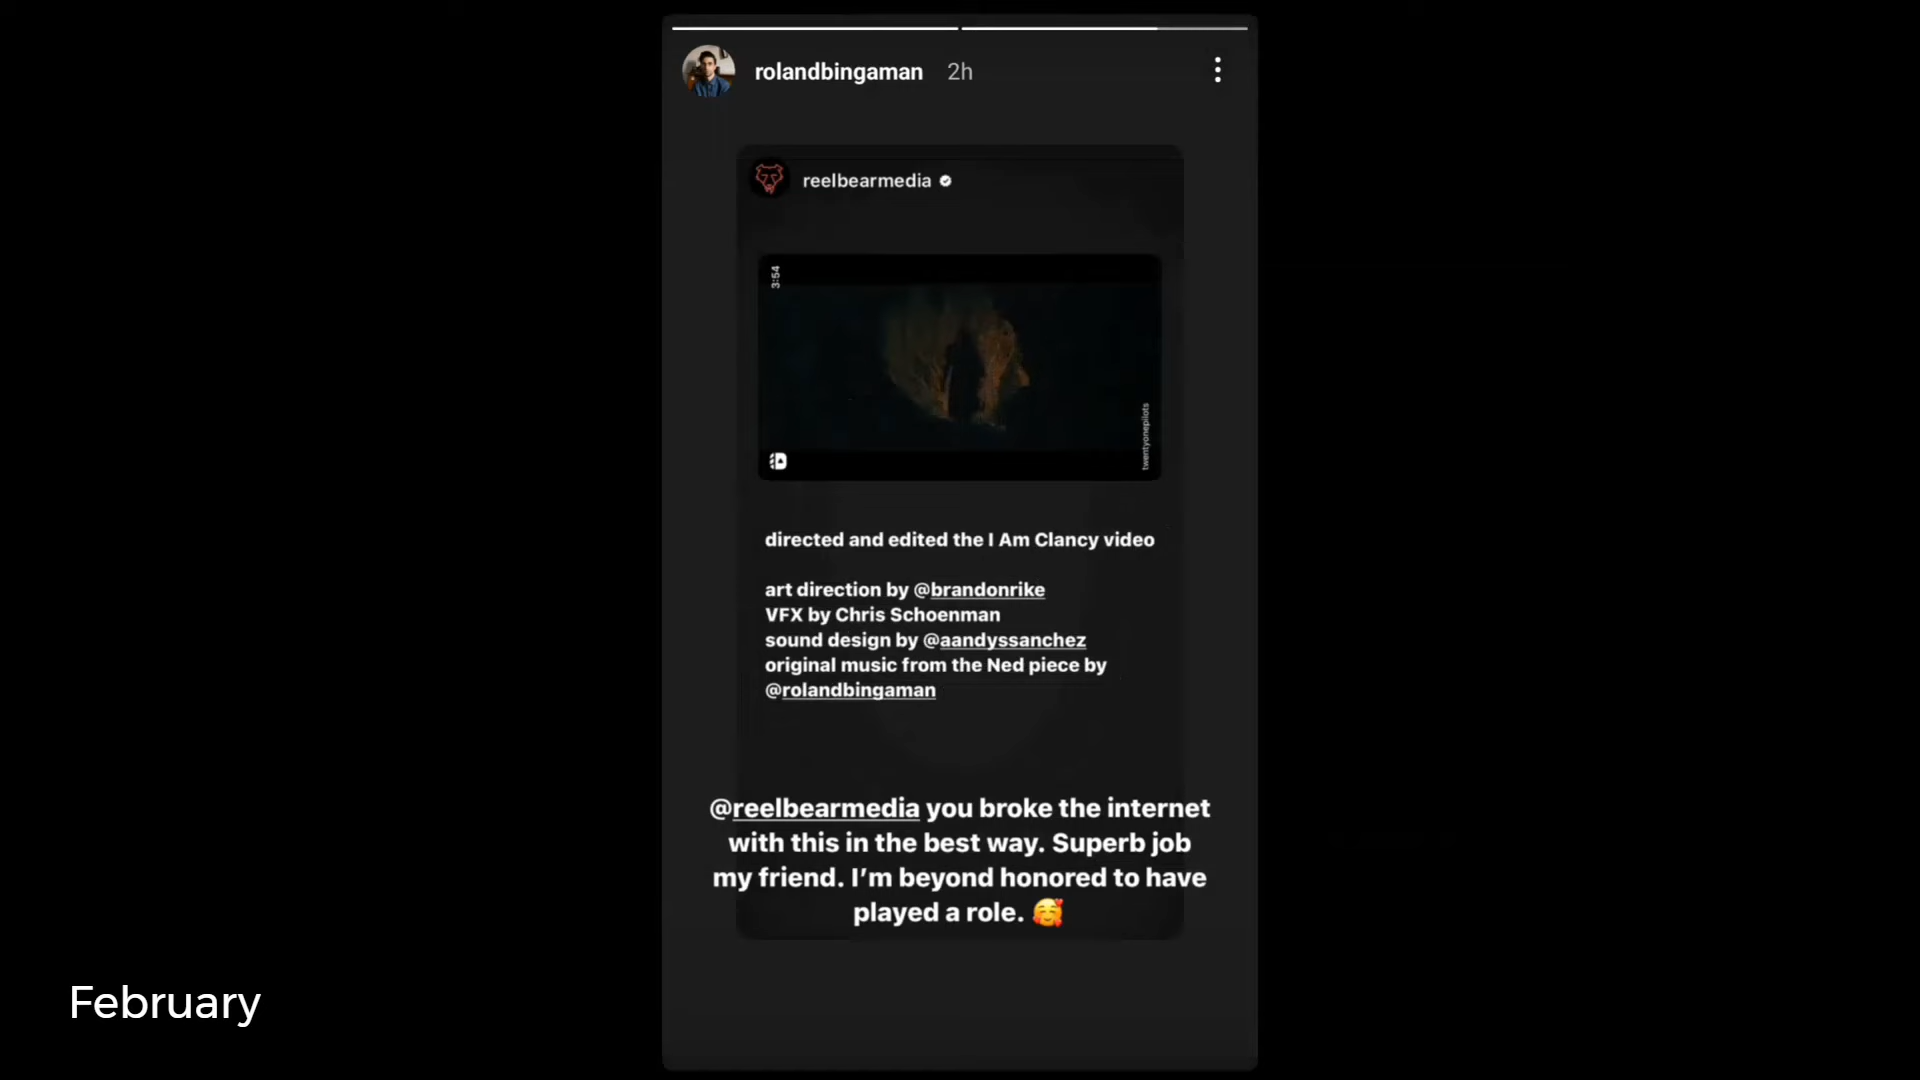 rolandbingaman 2h
reelbearmedia
3:54
twentyonepilots
directed and edited the I Am Clancy video
art direction by @brandonrike
VFX by Chris Schoenman
sound design by @aandyssanchez
original music from the Ned piece by
@rolandbingaman
@reelbearmedia you broke the internet
with this in the best way. Superb job
my friend. I’m beyond honored to have
played a role. 🥰
February